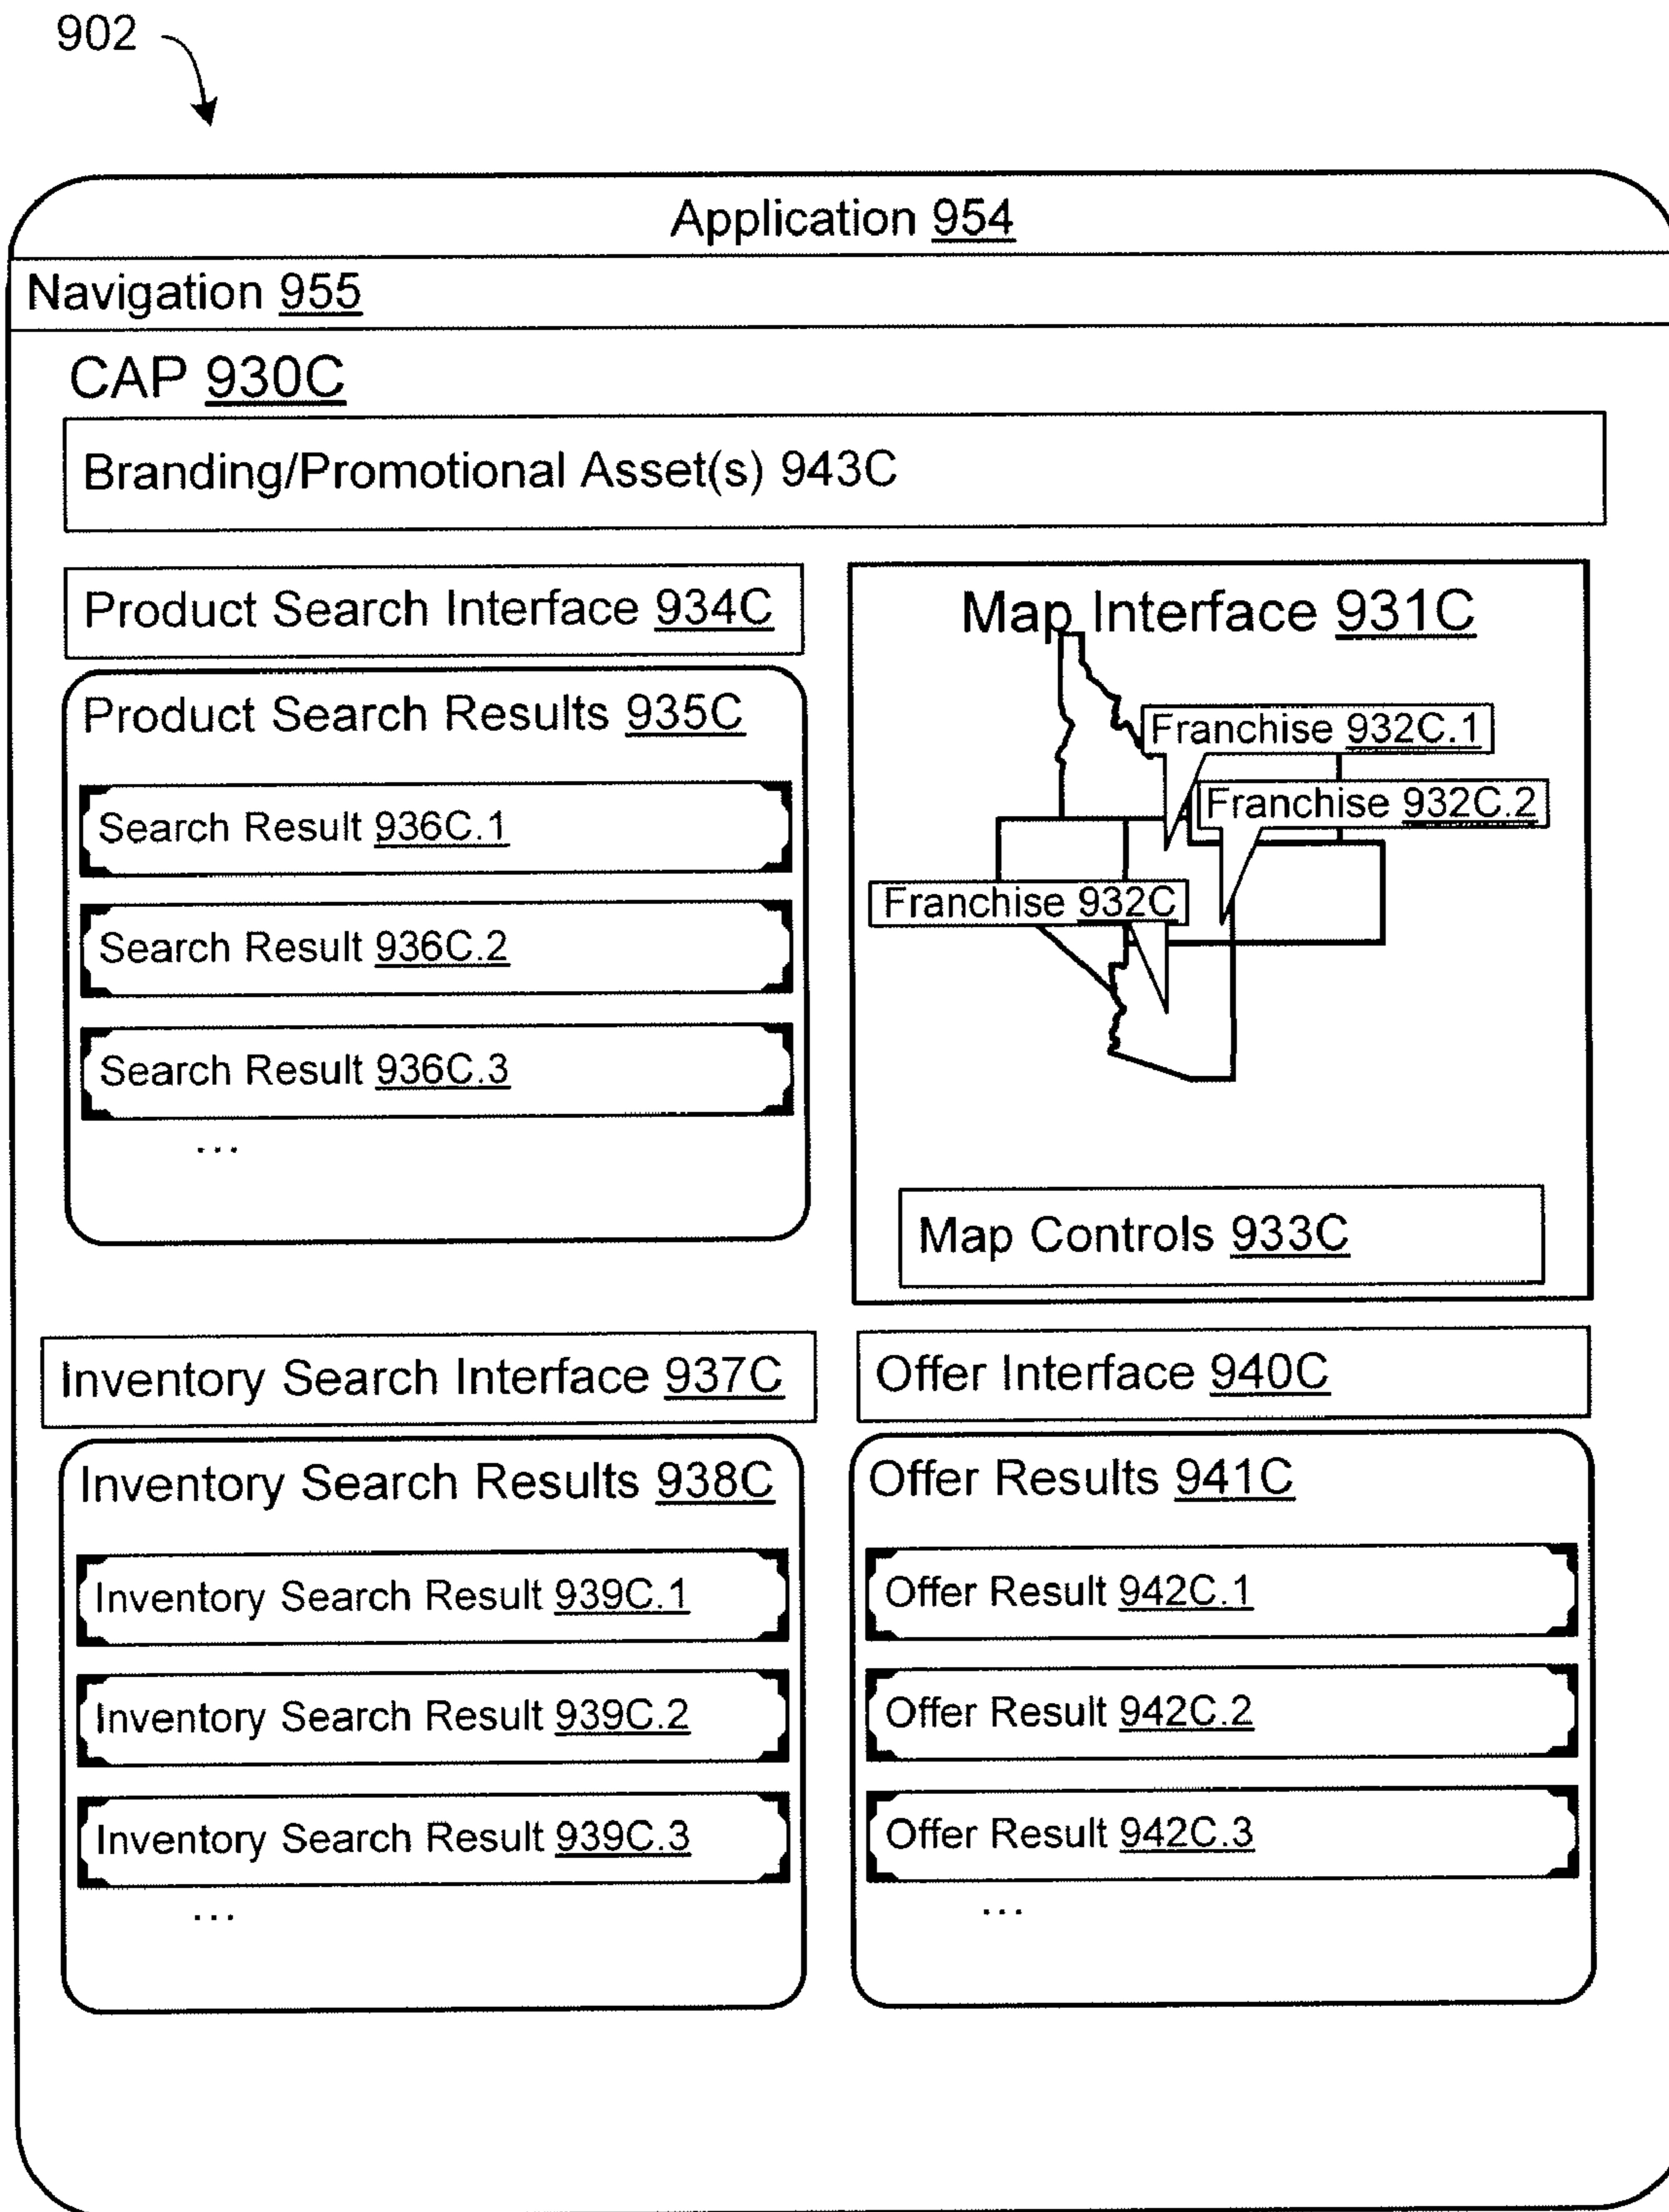 902
Application 954
Navigation 955
CAP 930C
Branding/Promotional Asset(s) 943C
Product Search Interface 934C
Product Search Results 935C
Search Result 936C.1
Search Result 936C.2
Search Result 936C.3
...
Map Interface 931C
Franchise 932C.1
Franchise 932C.2
Franchise 932C
Map Controls 933C
Inventory Search Interface 937C
Inventory Search Results 938C
Inventory Search Result 939C.1
Inventory Search Result 939C.2
Inventory Search Result 939C.3
...
Offer Interface 940C
Offer Results 941C
Offer Result 942C.1
Offer Result 942C.2
Offer Result 942C.3
...